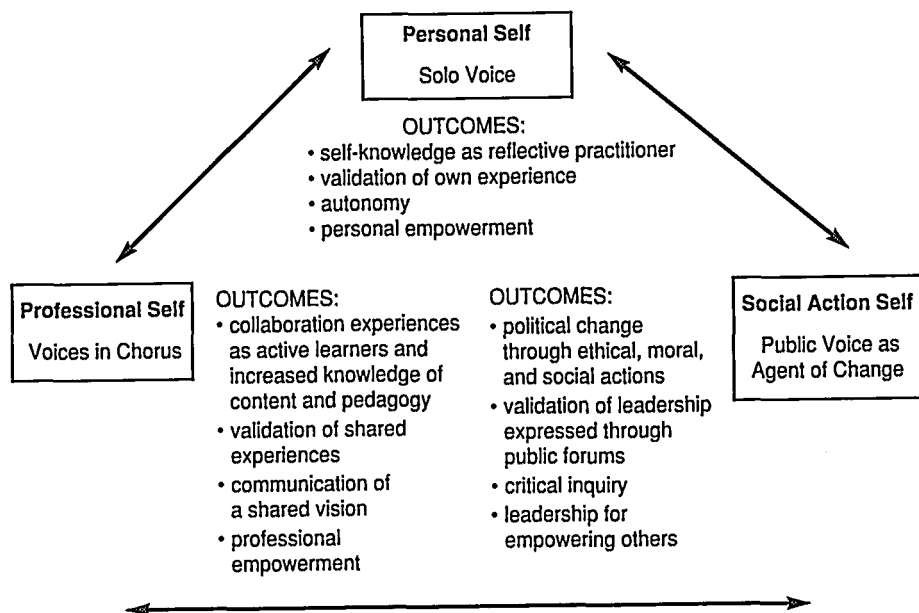 Personal Self
Solo Voice
OUTCOMES:
• self-knowledge as reflective practitioner
• validation of own experience
• autonomy
• personal empowerment
Professional Self
Voices in Chorus
OUTCOMES:
• collaboration experiences
as active learners and
increased knowledge of
content and pedagogy
• validation of shared
experiences
• communication of
a shared vision
• professional
empowerment
OUTCOMES:
• political change
through ethical, moral,
and social actions
• validation of leadership
expressed through
public forums
• critical inquiry
• leadership for
empowering others
Social Action Self
Public Voice as
Agent of Change